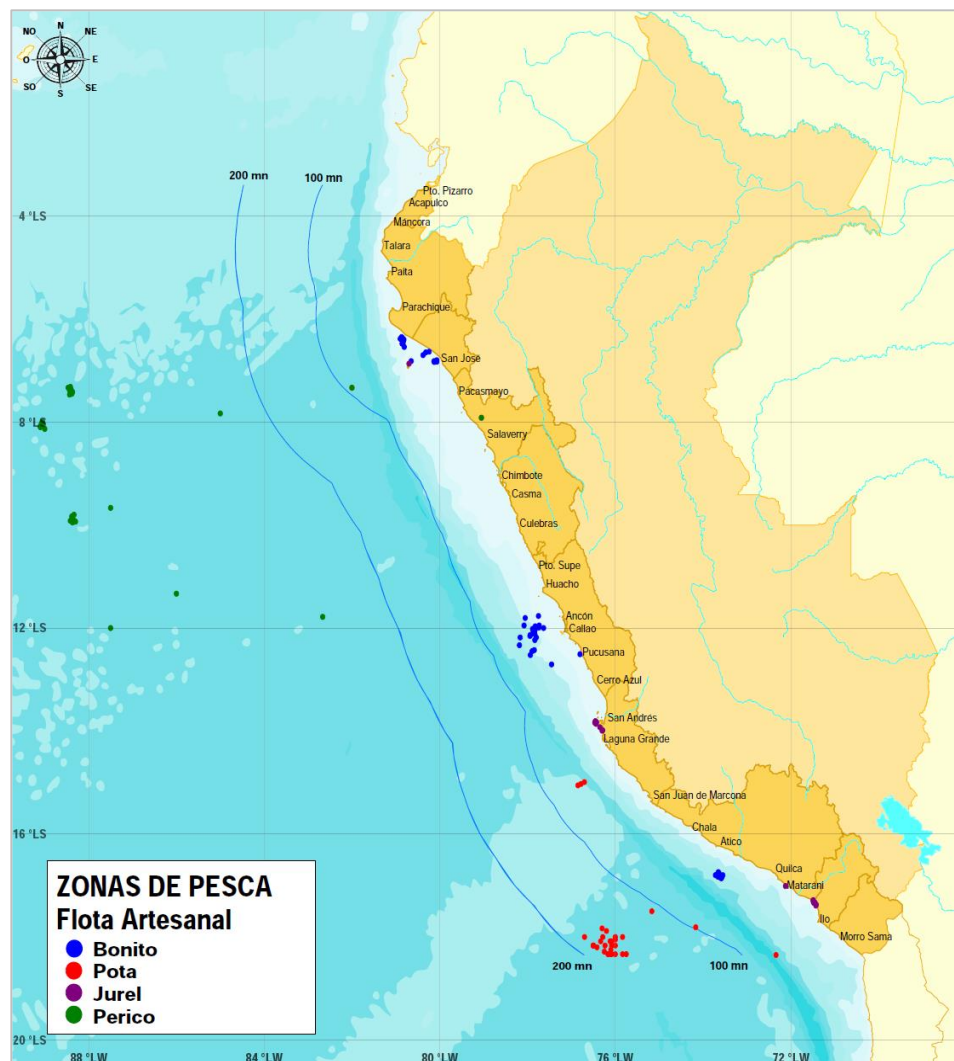 N
NO NE
O E
SO SE
S
200 mn
100 mn
Pto. Pizarro
Acapulco
4 °LS
Máncora
Talara
Paita
Parachique
San José
Pacasmayo
8 °LS
Salaverry
Chimbote
Casma
Culebras
Pto. Supe
Huacho
Ancón
12 °LS
Callao
Pucusana
Cerro Azul
San Andrés
Laguna Grande
San Juan de Marcona
Chala
16 °LS
Atico
Quilca
Matarani
Ilo
Morro Sama
200 mn
100 mn
ZONAS DE PESCA
Flota Artesanal
Bonito
Pota
Jurel
Perico
20 °LS
88 °LW
84 °LW
80 °LW
76 °LW
72 °LW